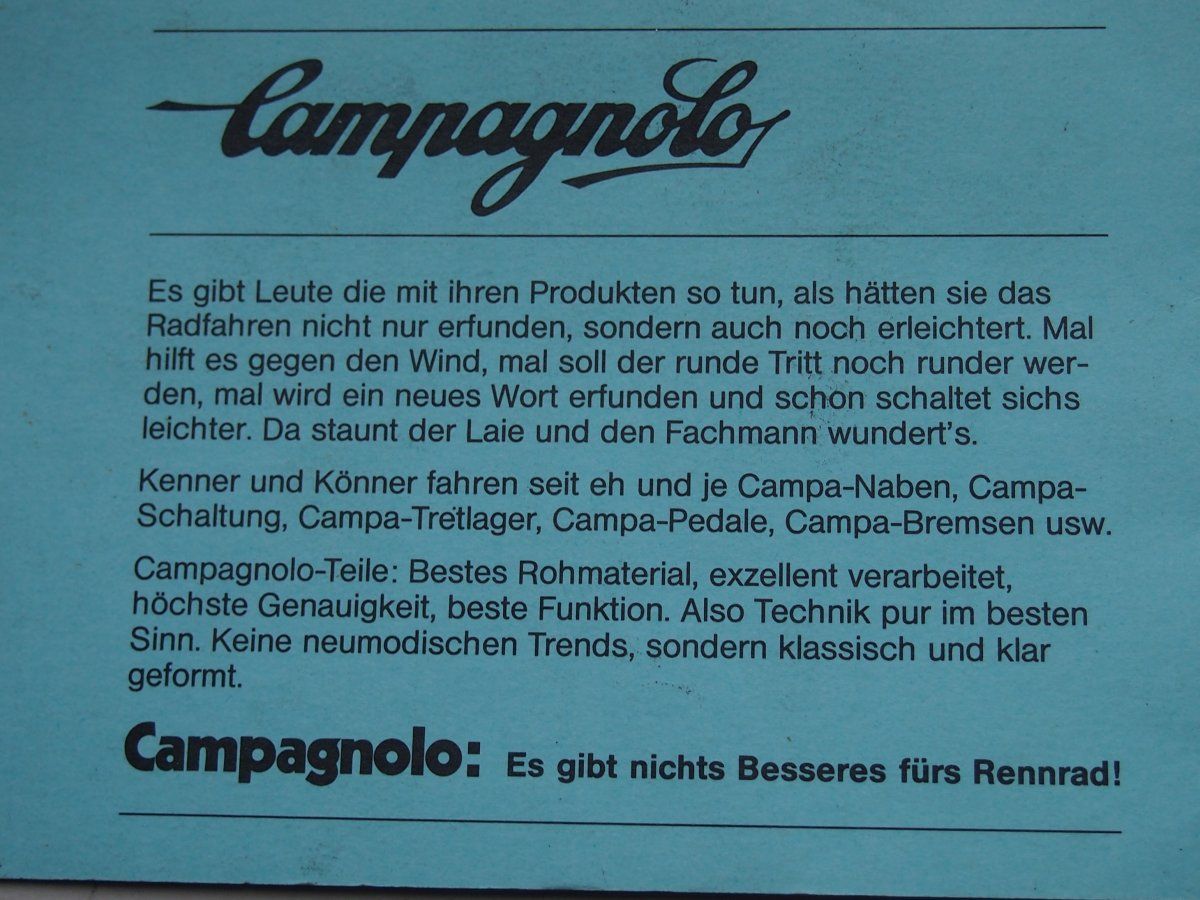 Campagnolo
Es gibt Leute die mit ihren Produkten so tun, als hätten sie das
Radfahren nicht nur erfunden, sondern auch noch erleichtert. Mal
hilft es gegen den Wind, mal soll der runde Tritt noch runder wer-
den, mal wird ein neues Wort erfunden und schon schaltet sichs
leichter. Da staunt der Laie und den Fachmann wundert's.
Kenner und Könner fahren seit eh und je Campa-Naben, Campa-
Schaltung, Campa-Tretlager, Campa-Pedale, Campa-Bremsen usw.
Campagnolo-Teile: Bestes Rohmaterial, exzellent verarbeitet,
höchste Genauigkeit, beste Funktion. Also Technik pur im besten
Sinn. Keine neumodischen Trends, sondern klassisch und klar
geformt.
Campagnolo: Es gibt nichts Besseres fürs Rennrad!